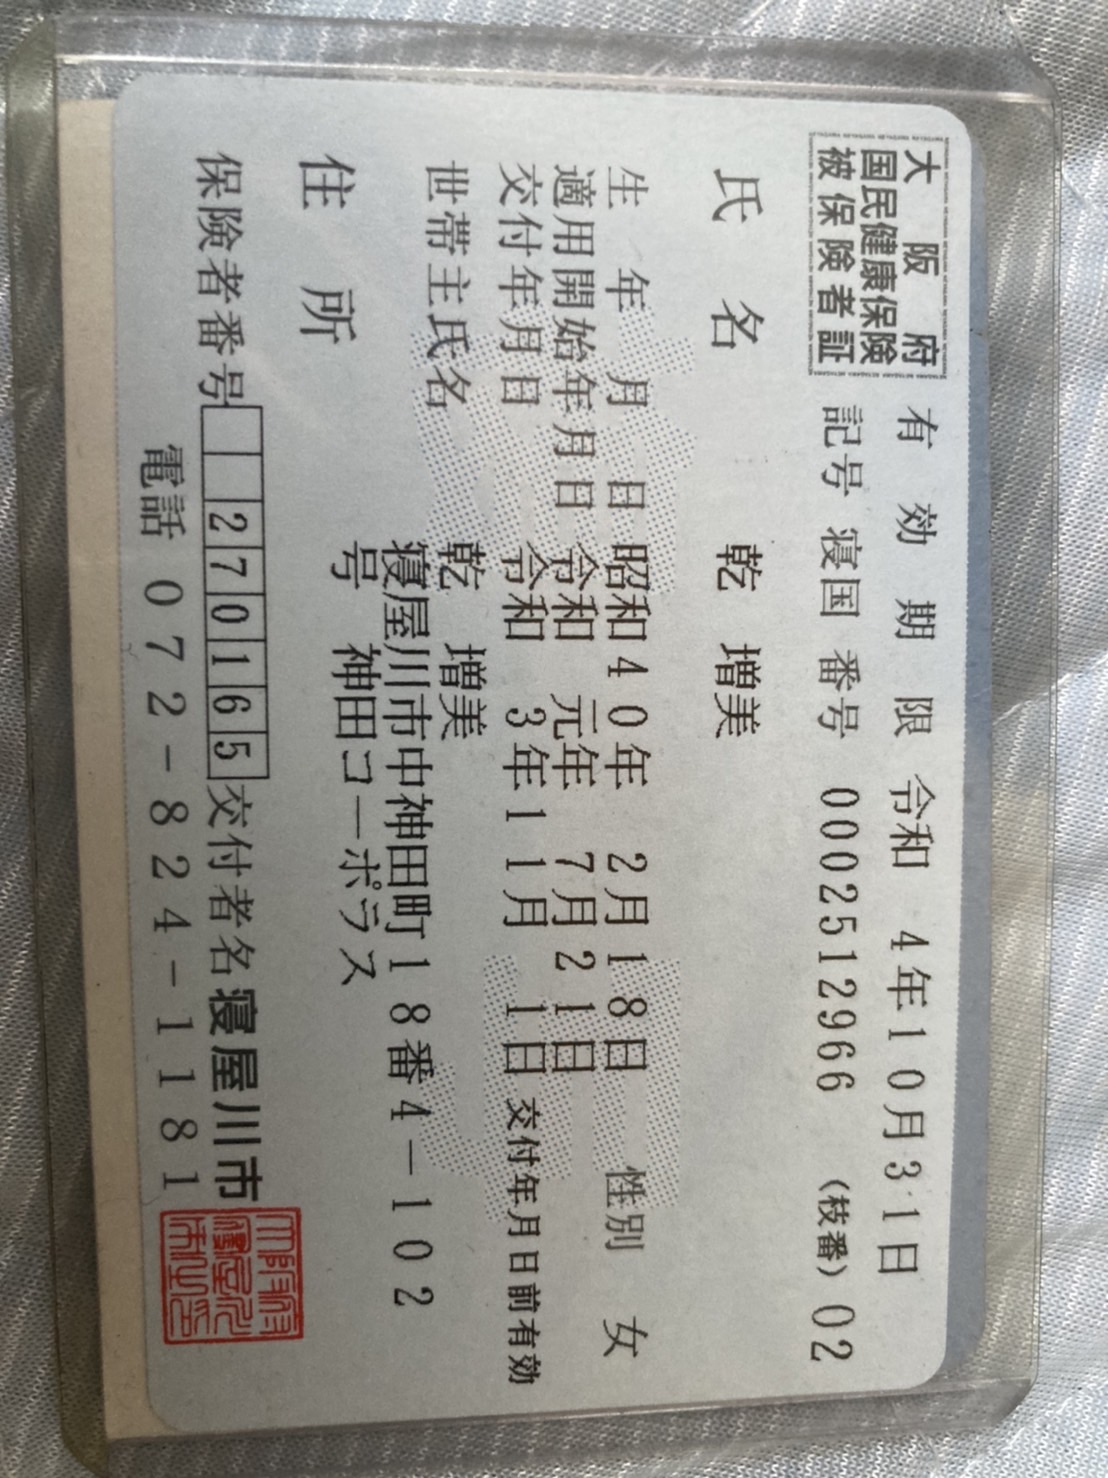 大阪府
国民健康保険
被保険者証
有効期限 令和 4年10月31日
記号 寝国 番号 0002512966 (枝番) 02
氏名 乾 増美
生年月日 昭和40年 2月18日 性別 女
適用開始年月日 令和 元年 7月21日
交付年月日 令和 3年11月 1日 交付年月日前有効
世帯主氏名 乾 増美
住所 寝屋川市中神田町18番4-102
号 神田コーポラス
保険者番号 270165 交付者名 寝屋川市
電話 072-824-1181